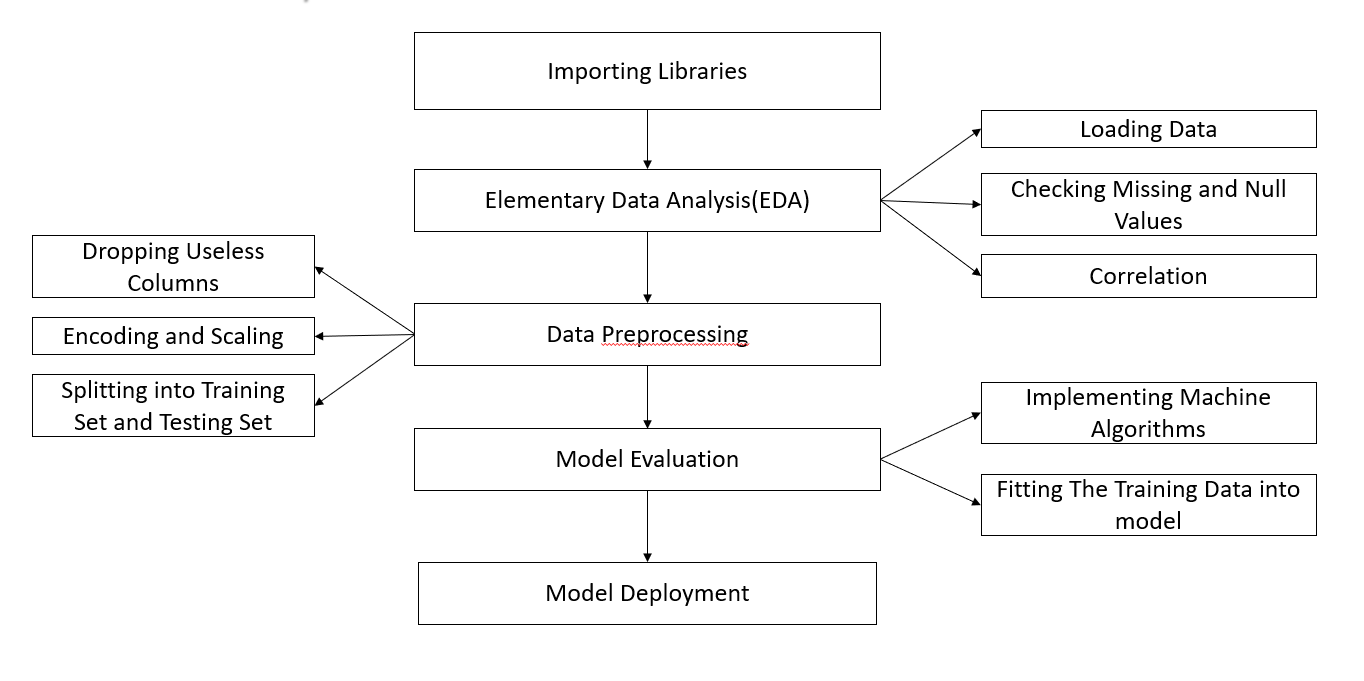 Importing Libraries
Loading Data
Elementary Data Analysis(EDA)
Checking Missing and Null
Values
Correlation
Dropping Useless
Columns
Encoding and Scaling
Splitting into Training
Set and Testing Set
Data Preprocessing
Implementing Machine
Algorithms
Model Evaluation
Fitting The Training Data into
model
Model Deployment